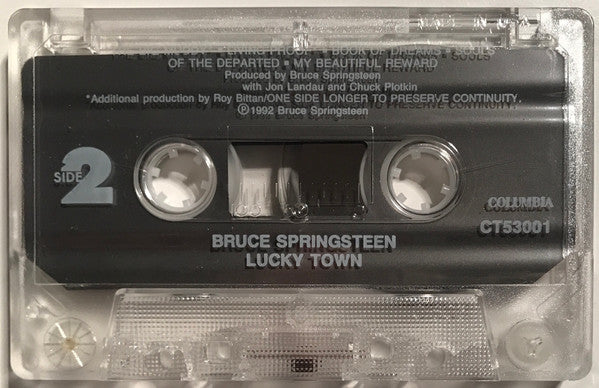 LIVING PROOF • BOOK OF DREAMS • SOULS
OF THE DEPARTED • MY BEAUTIFUL REWARD
Produced by Bruce Springsteen
with Jon Landau and Chuck Plotkin
*Additional production by Roy Bittan/ONE SIDE LONGER TO PRESERVE CONTINUITY.
Ⓟ1992 Bruce Springsteen
SIDE 2
COLUMBIA
CT53001
BRUCE SPRINGSTEEN
LUCKY TOWN